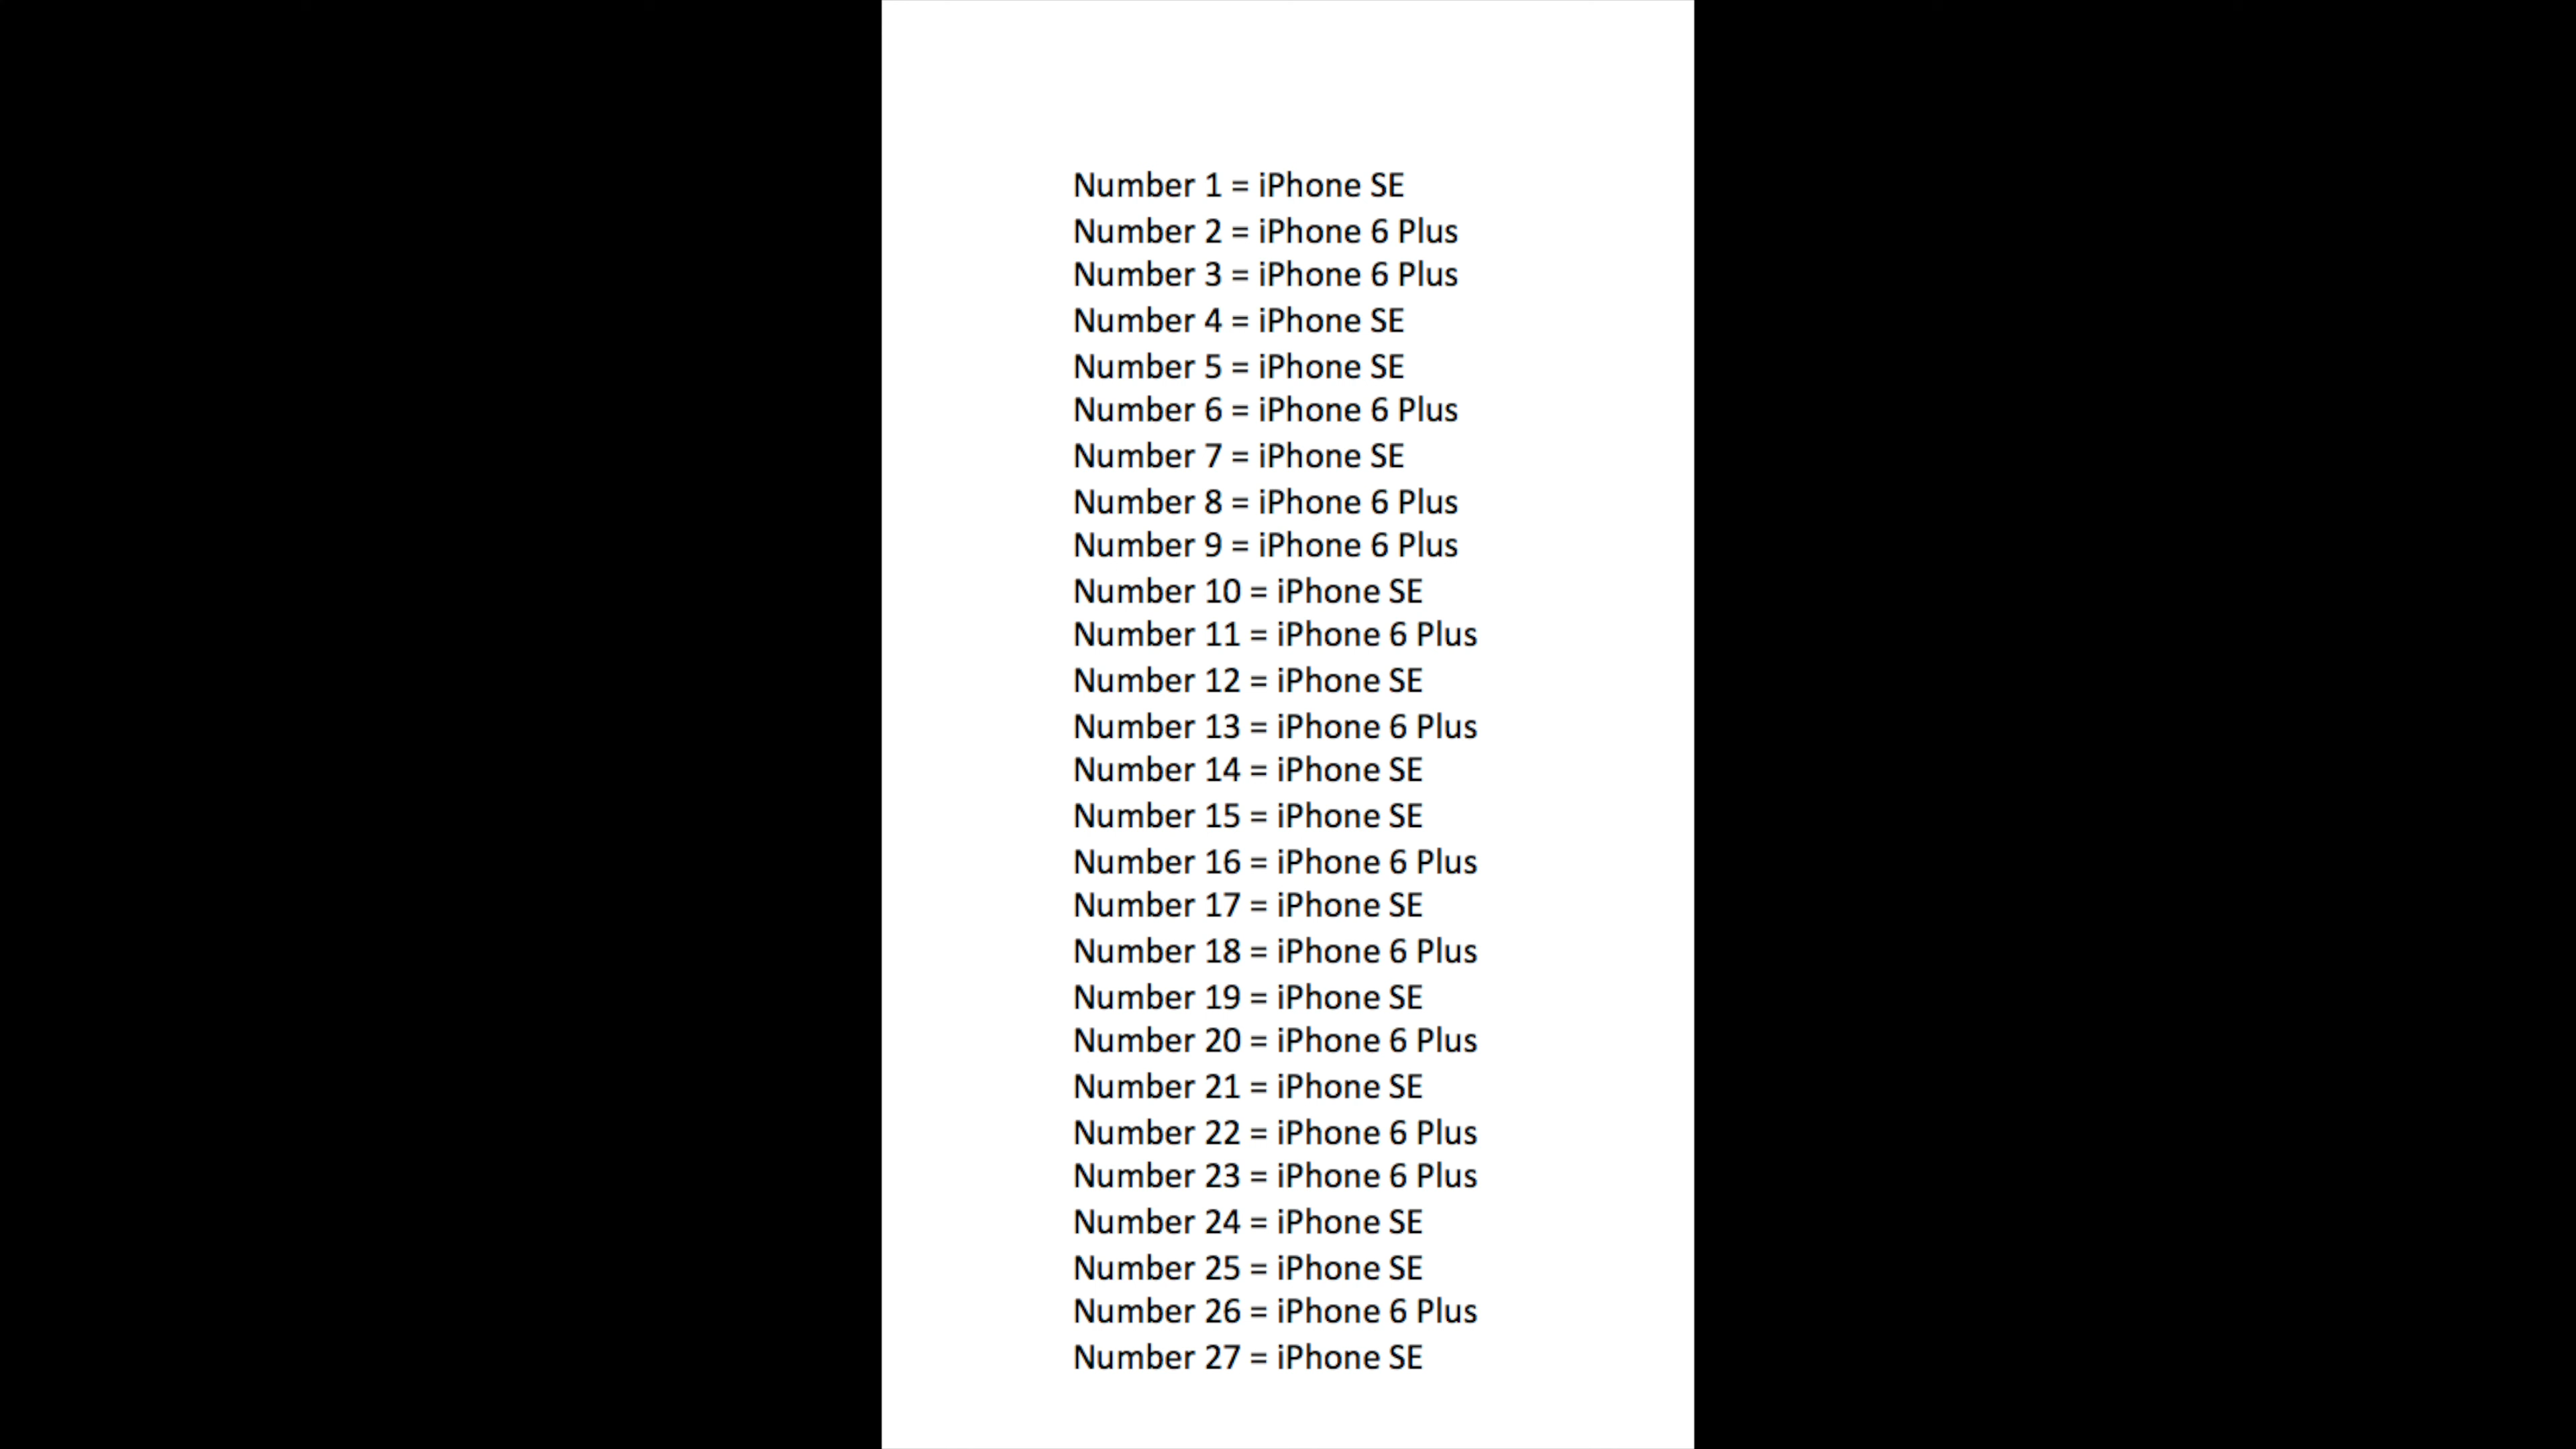 Number 1 = iPhone SE
Number 2 = iPhone 6 Plus
Number 3 = iPhone 6 Plus
Number 4 = iPhone SE
Number 5 = iPhone SE
Number 6 = iPhone 6 Plus
Number 7 = iPhone SE
Number 8 = iPhone 6 Plus
Number 9 = iPhone 6 Plus
Number 10 = iPhone SE
Number 11 = iPhone 6 Plus
Number 12 = iPhone SE
Number 13 = iPhone 6 Plus
Number 14 = iPhone SE
Number 15 = iPhone SE
Number 16 = iPhone 6 Plus
Number 17 = iPhone SE
Number 18 = iPhone 6 Plus
Number 19 = iPhone SE
Number 20 = iPhone 6 Plus
Number 21 = iPhone SE
Number 22 = iPhone 6 Plus
Number 23 = iPhone 6 Plus
Number 24 = iPhone SE
Number 25 = iPhone SE
Number 26 = iPhone 6 Plus
Number 27 = iPhone SE